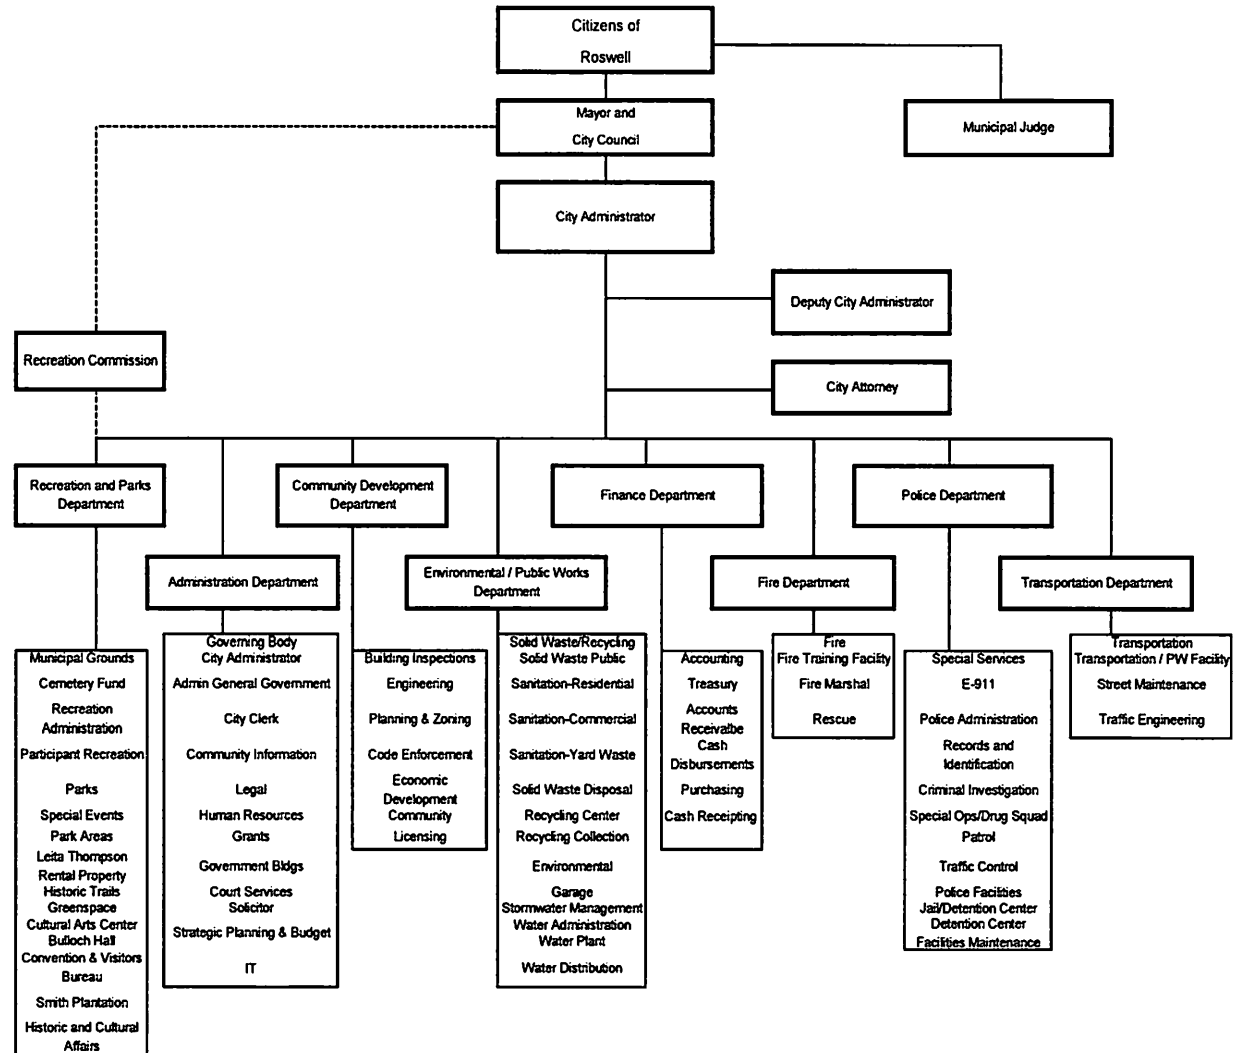 Citizens of
Roswell
Mayor and
City Council
Municipal Judge
City Administrator
Deputy City Administrator
Recreation Commission
City Attorney
Recreation and Parks
Department
Community Development
Department
Finance Department
Police Department
Administration Department
Environmental / Public Works
Department
Fire Department
Transportation Department
Municipal Grounds
Cemetery Fund
Recreation
Administration
Participant Recreation
Parks
Special Events
Park Areas
Leita Thompson
Rental Property
Historic Trails
Greenspace
Cultural Arts Center
Bulloch Hall
Convention & Visitors
Bureau
Smith Plantation
Historic and Cultural
Affairs
Governing Body
City Administrator
Admin General Government
City Clerk
Community Information
Legal
Human Resources
Grants
Government Bldgs
Court Services
Solicitor
Strategic Planning & Budget
IT
Building Inspections
Engineering
Planning & Zoning
Code Enforcement
Economic
Development
Community
Licensing
Solid Waste/Recycling
Solid Waste Public
Sanitation-Residential
Sanitation-Commercial
Sanitation-Yard Waste
Solid Waste Disposal
Recycling Center
Recycling Collection
Environmental
Garage
Stormwater Management
Water Administration
Water Plant
Water Distribution
Accounting
Treasury
Accounts
Receivalbe
Cash
Disbursements
Purchasing
Cash Receipting
Fire
Fire Training Facility
Fire Marshal
Rescue
Special Services
E-911
Police Administration
Records and
Identification
Criminal Investigation
Special Ops/Drug Squad
Patrol
Traffic Control
Police Facilities
Jail/Detention Center
Detention Center
Facilities Maintenance
Transportation
Transportation / PW Facility
Street Maintenance
Traffic Engineering